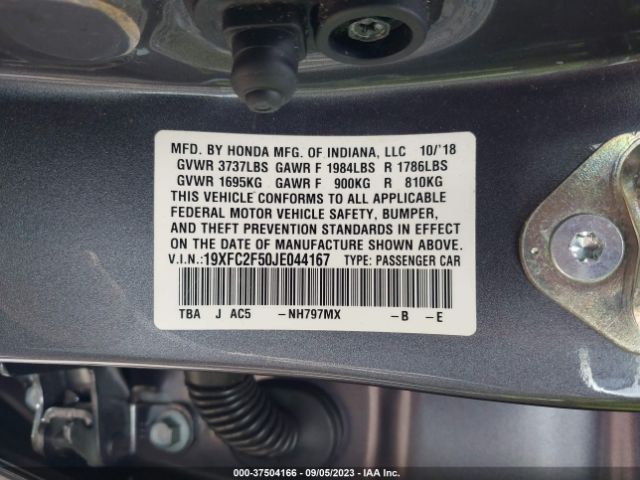 MFD. BY HONDA MFG. OF INDIANA, LLC 10/'18
GVWR 3737LBS GAWR F 1984LBS R 1786LBS
GVWR 1695KG GAWR F 900KG R 810KG
THIS VEHICLE CONFORMS TO ALL APPLICABLE
FEDERAL MOTOR VEHICLE SAFETY, BUMPER,
AND THEFT PREVENTION STANDARDS IN EFFECT
ON THE DATE OF MANUFACTURE SHOWN ABOVE.
V.I.N.:19XFC2F50JE044167 TYPE: PASSENGER CAR
TBA J AC5 -NH797MX -B -E
000-37504166 - 09/05/2023 - IAA Inc.